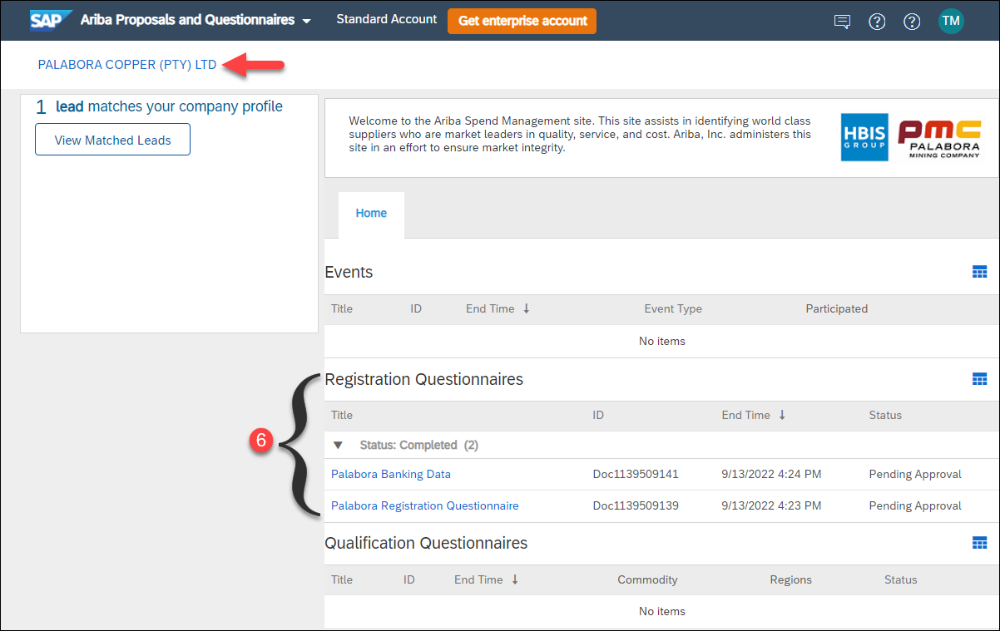 SAP Ariba Proposals and Questionnaires Standard Account Get enterprise account TM
PALABORA COPPER (PTY) LTD
1 lead matches your company profile
View Matched Leads
Welcome to the Ariba Spend Management site. This site assists in identifying world class
suppliers who are market leaders in quality, service, and cost. Ariba, Inc. administers this
site in an effort to ensure market integrity.
HBIS
GROUP
PMC
PALABORA
MINING COMPANY
Home
Events
Title ID End Time ↓ Event Type Participated
No items
6
Registration Questionnaires
Title ID End Time ↓ Status
▼ Status: Completed (2)
Palabora Banking Data Doc1139509141 9/13/2022 4:24 PM Pending Approval
Palabora Registration Questionnaire Doc1139509139 9/13/2022 4:23 PM Pending Approval
Qualification Questionnaires
Title ID End Time ↓ Commodity Regions Status
No items